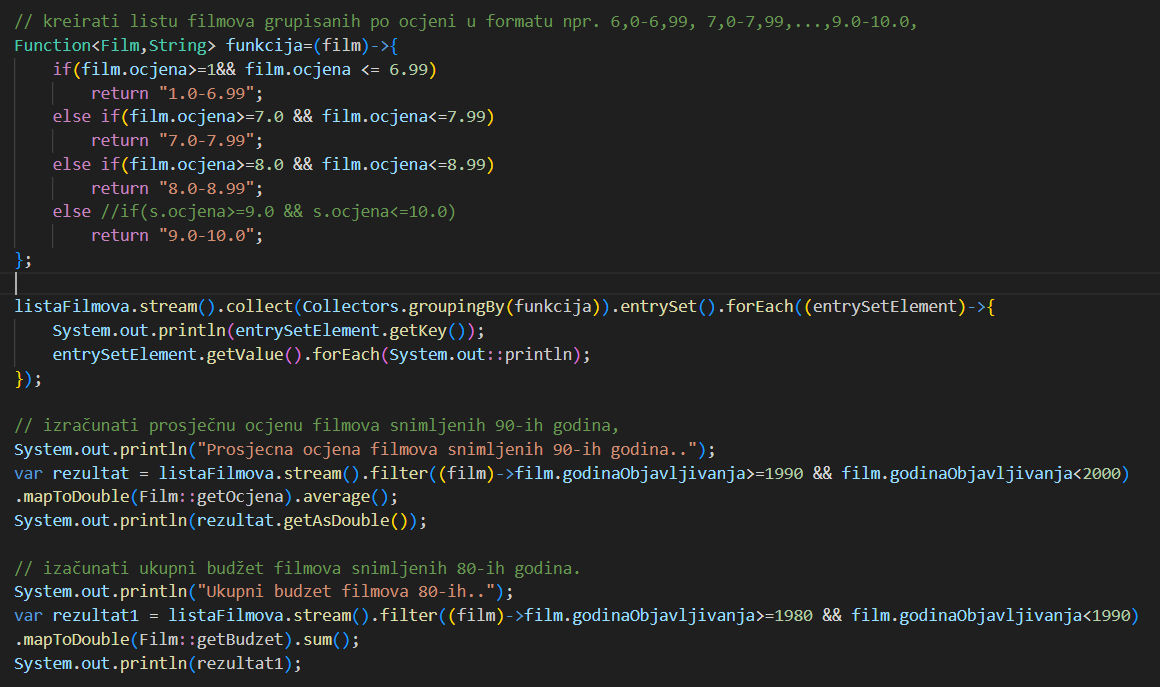 // kreirati listu filmova grupisanih po ocjeni u formatu npr. 6,0-6,99, 7,0-7,99,...,9.0-10.0,
Function<Film,String> funkcija=(film)->{
    if(film.ocjena>=1&& film.ocjena <= 6.99)
        return "1.0-6.99";
    else if(film.ocjena>=7.0 && film.ocjena<=7.99)
        return "7.0-7.99";
    else if(film.ocjena>=8.0 && film.ocjena<=8.99)
        return "8.0-8.99";
    else //if(s.ocjena>=9.0 && s.ocjena<=10.0)
        return "9.0-10.0";
};
listaFilmova.stream().collect(Collectors.groupingBy(funkcija)).entrySet().forEach((entrySetElement)->{
    System.out.println(entrySetElement.getKey());
    entrySetElement.getValue().forEach(System.out::println);
});
// izračunati prosječnu ocjenu filmova snimljenih 90-ih godina,
System.out.println("Prosjecna ocjena filmova snimljenih 90-ih godina..");
var rezultat = listaFilmova.stream().filter((film)->film.godinaObjavljivanja>=1990 && film.godinaObjavljivanja<2000)
.mapToDouble(Film::getOcjena).average();
System.out.println(rezultat.getAsDouble());
// izačunati ukupni budžet filmova snimljenih 80-ih godina.
System.out.println("Ukupni budzet filmova 80-ih..");
var rezultat1 = listaFilmova.stream().filter((film)->film.godinaObjavljivanja>=1980 && film.godinaObjavljivanja<1990)
.mapToDouble(Film::getBudzet).sum();
System.out.println(rezultat1);